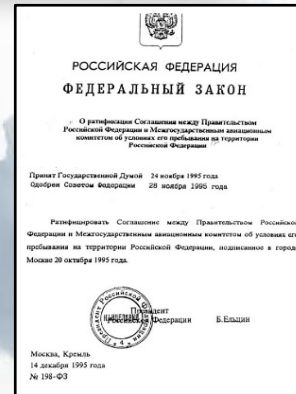 РОССИЙСКАЯ ФЕДЕРАЦИЯ
ФЕДЕРАЛЬНЫЙ ЗАКОН
О ратификации Соглашения между Правительством
Российской Федерации и Межгосударственным авиационным
комитетом об условиях его пребывания на территории
Российской Федерации
Принят Государственной Думой 24 ноября 1995 года
Одобрен Советом Федерации 28 ноября 1995 года
Ратифицировать Соглашение между Правительством Российской
Федерации и Межгосударственным авиационным комитетом об условиях его
пребывания на территории Российской Федерации, подписанное в городе
Москве 20 октября 1995 года.
Президент
Российской Федерации Б.Ельцин
Москва, Кремль
14 декабря 1995 года
№ 198-ФЗ